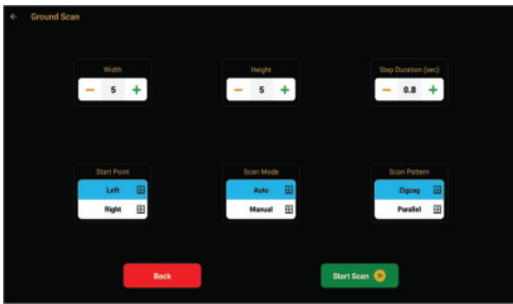 Ground Scan
Width Height Step Duration (sec)
− 5 + − 5 + − 0.8 +
Start Point Scan Mode Scan Pattern
Left Auto Zigzag
Right Manual Parallel
Back Start Scan